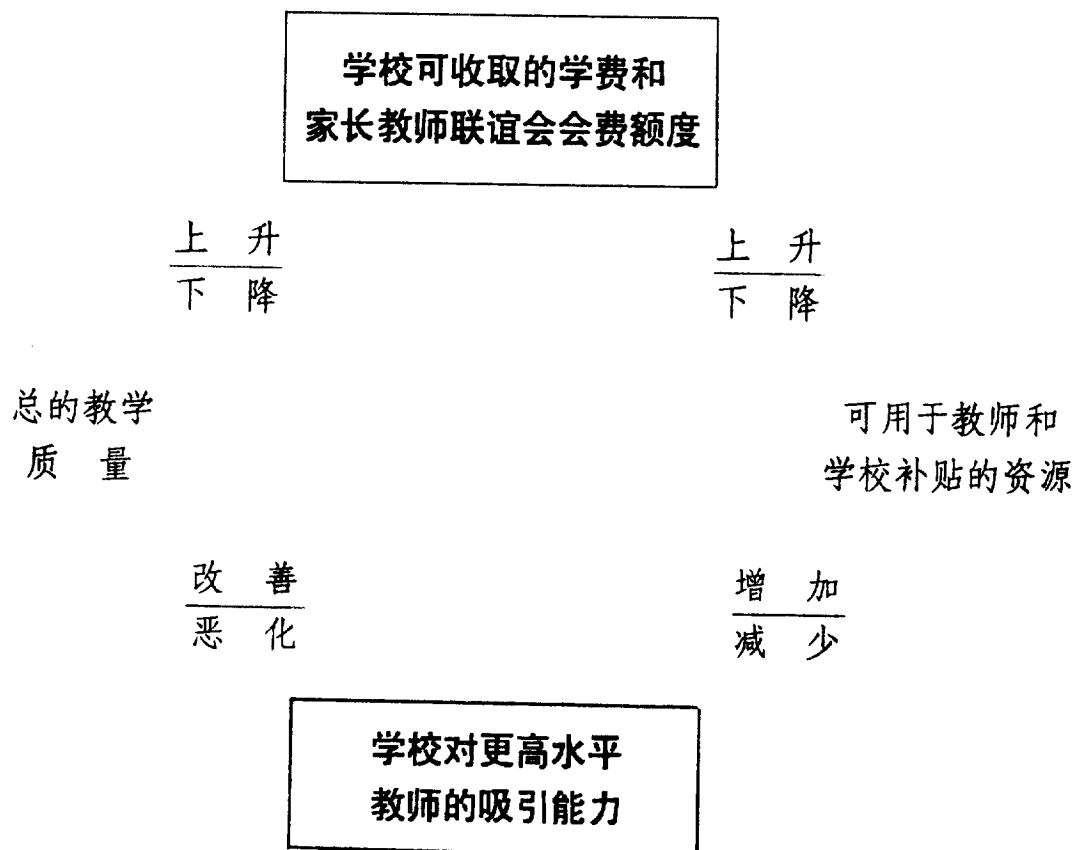 学校可收取的学费和
家长教师联谊会会费额度
上 升
下 降
上 升
下 降
总的教学
质 量
可用于教师和
学校补贴的资源
改 善
恶 化
增 加
减 少
学校对更高水平
教师的吸引能力